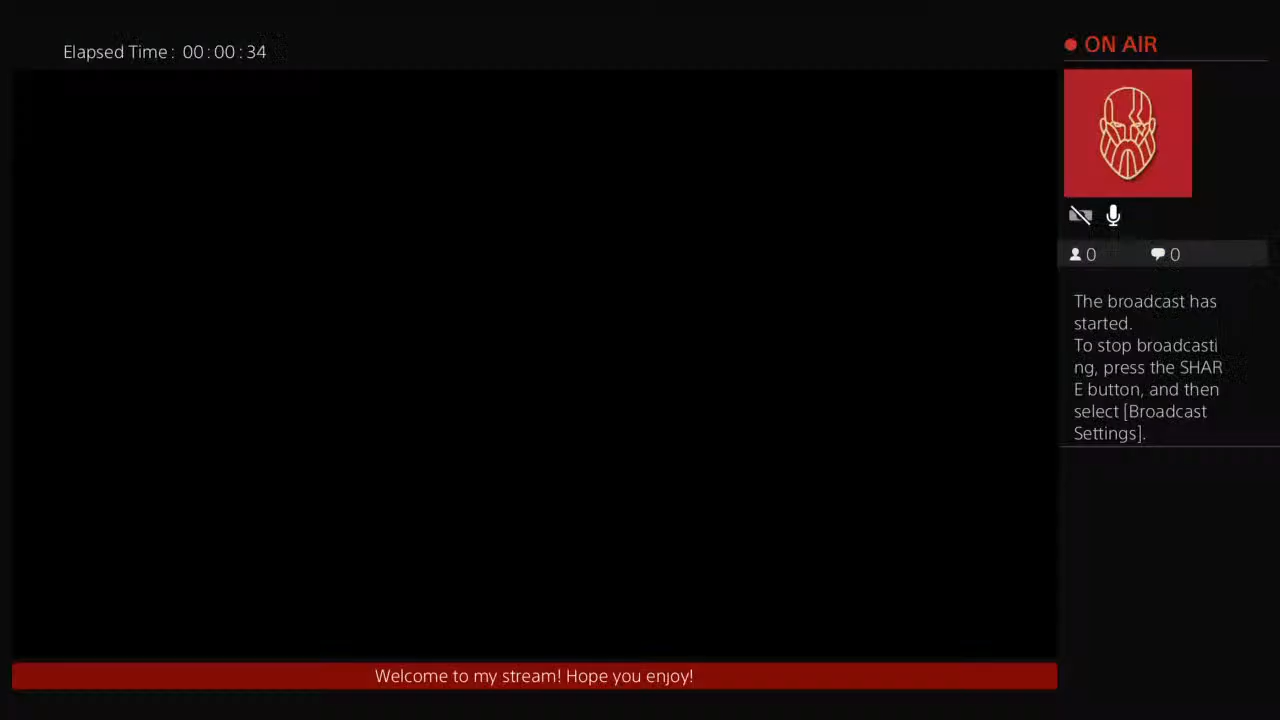 Elapsed Time: 00:00:34
ON AIR
0 0
The broadcast has
started.
To stop broadcasti
ng, press the SHAR
E button, and then
select [Broadcast
Settings].
Welcome to my stream! Hope you enjoy!